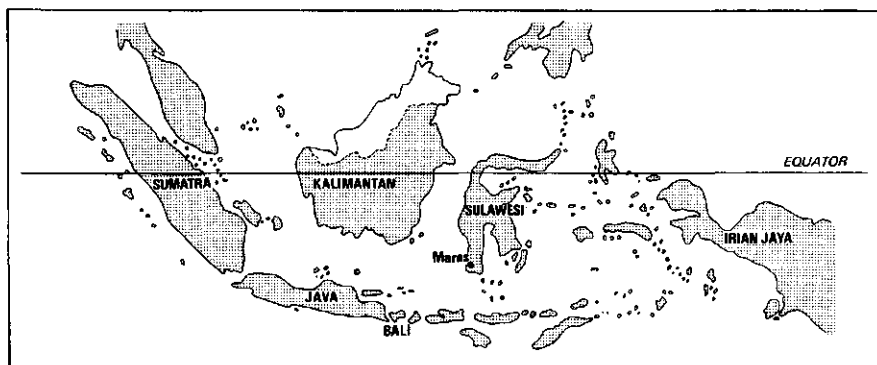 EQUATOR
SUMATRA
KALIMANTAN
SULAWESI
IRIAN JAYA
Maros
JAVA
BALI